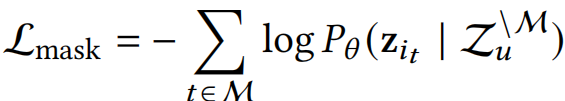 ℒ_mask = − ∑_{t∈ℳ} log P_θ(𝐳_{i_t} | 𝒵_u^{\ℳ})